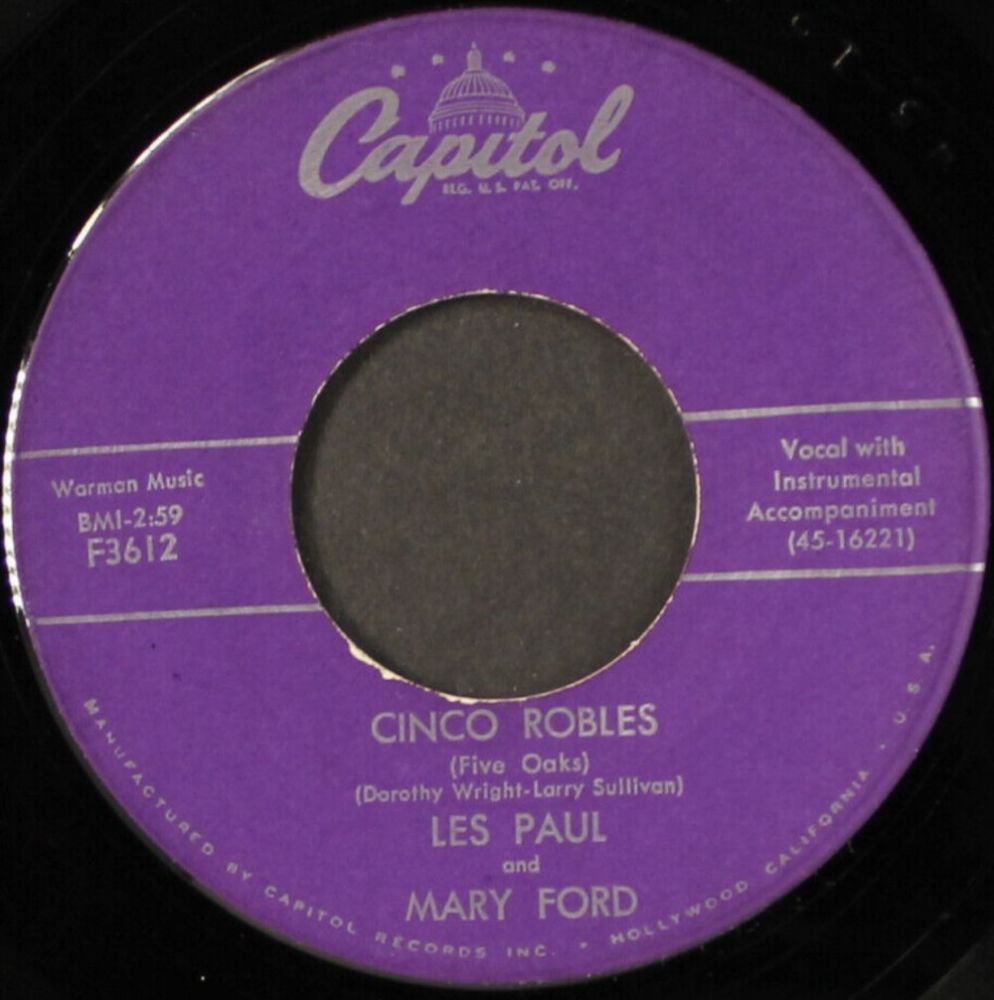 Capitol
REG. U.S. PAT. OFF.
Warman Music
BMI-2:59
F3612
Vocal with
Instrumental
Accompaniment
(45-16221)
CINCO ROBLES
(Five Oaks)
(Dorothy Wright-Larry Sullivan)
LES PAUL
and
MARY FORD
MANUFACTURED BY CAPITOL RECORDS INC. • HOLLYWOOD CALIFORNIA • U.S.A.